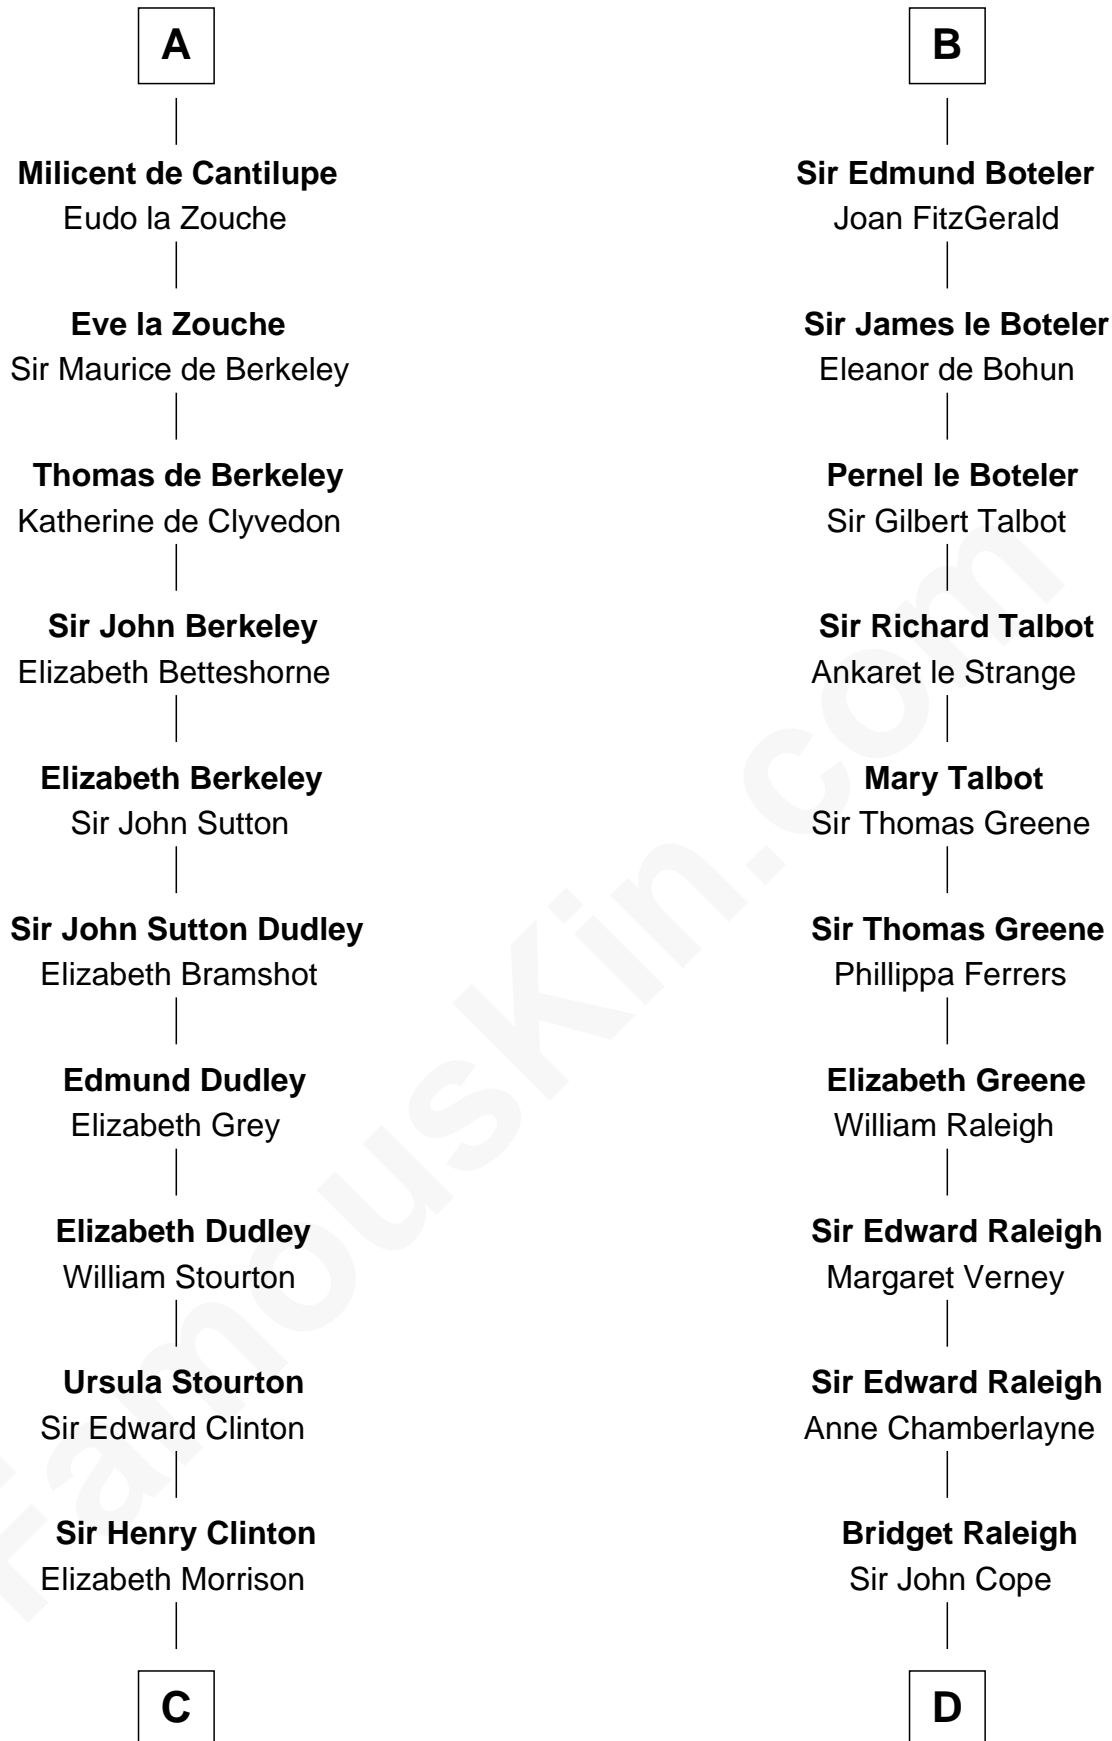 A
Milicent de Cantilupe
Eudo la Zouche
Eve la Zouche
Sir Maurice de Berkeley
Thomas de Berkeley
Katherine de Clyvedon
Sir John Berkeley
Elizabeth Betteshorne
Elizabeth Berkeley
Sir John Sutton
Sir John Sutton Dudley
Elizabeth Bramshot
Edmund Dudley
Elizabeth Grey
Elizabeth Dudley
William Stourton
Ursula Stourton
Sir Edward Clinton
Sir Henry Clinton
Elizabeth Morrison
C
B
Sir Edmund Boteler
Joan FitzGerald
Sir James le Boteler
Eleanor de Bohun
Pernel le Boteler
Sir Gilbert Talbot
Sir Richard Talbot
Ankaret le Strange
Mary Talbot
Sir Thomas Greene
Sir Thomas Greene
Phillippa Ferrers
Elizabeth Greene
William Raleigh
Sir Edward Raleigh
Margaret Verney
Sir Edward Raleigh
Anne Chamberlayne
Bridget Raleigh
Sir John Cope
D
FamousKin.com